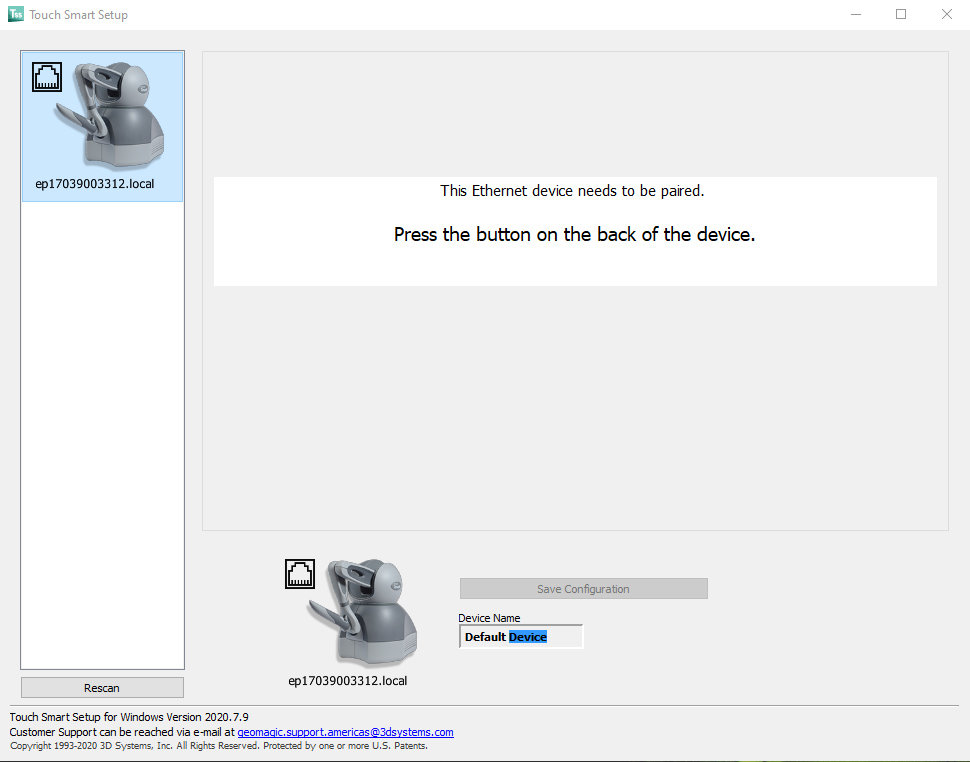 Tss Touch Smart Setup
ep17039003312.local
This Ethernet device needs to be paired.
Press the button on the back of the device.
ep17039003312.local
Save Configuration
Device Name
Default Device
Rescan
Touch Smart Setup for Windows Version 2020.7.9
Customer Support can be reached via e-mail at geomagic.support.americas@3dsystems.com
Copyright 1993-2020 3D Systems, Inc. All Rights Reserved. Protected by one or more U.S. Patents.